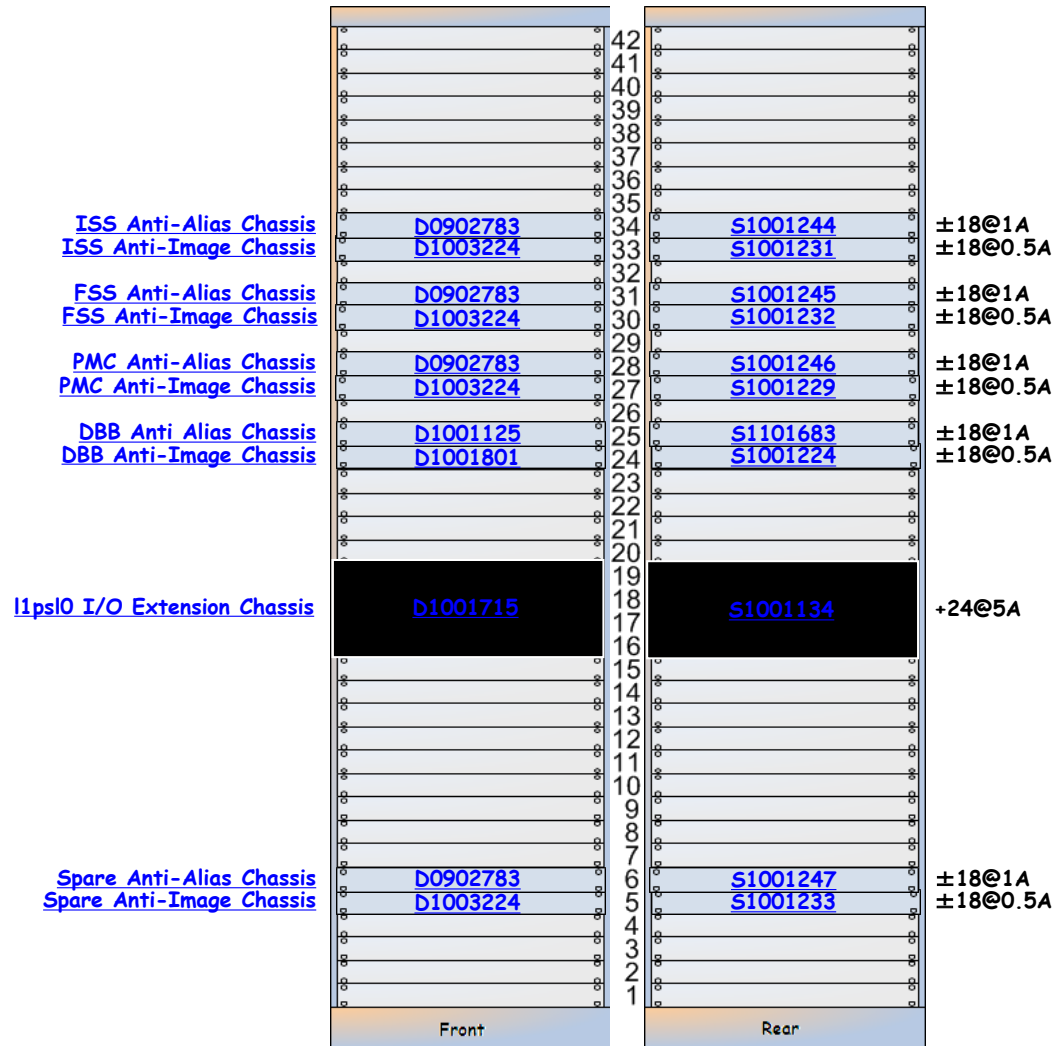 42
41
40
39
38
37
36
35
ISS Anti-Alias Chassis D0902783 34 S1001244 ±18@1A
ISS Anti-Image Chassis D1003224 33 S1001231 ±18@0.5A
32
FSS Anti-Alias Chassis D0902783 31 S1001245 ±18@1A
FSS Anti-Image Chassis D1003224 30 S1001232 ±18@0.5A
29
PMC Anti-Alias Chassis D0902783 28 S1001246 ±18@1A
PMC Anti-Image Chassis D1003224 27 S1001229 ±18@0.5A
26
DBB Anti Alias Chassis D1001125 25 S1101683 ±18@1A
DBB Anti-Image Chassis D1001801 24 S1001224 ±18@0.5A
23
22
21
20
19
l1psl0 I/O Extension Chassis D1001715 18 S1001134 +24@5A
17
16
15
14
13
12
11
10
9
8
7
Spare Anti-Alias Chassis D0902783 6 S1001247 ±18@1A
Spare Anti-Image Chassis D1003224 5 S1001233 ±18@0.5A
4
3
2
1
Front Rear